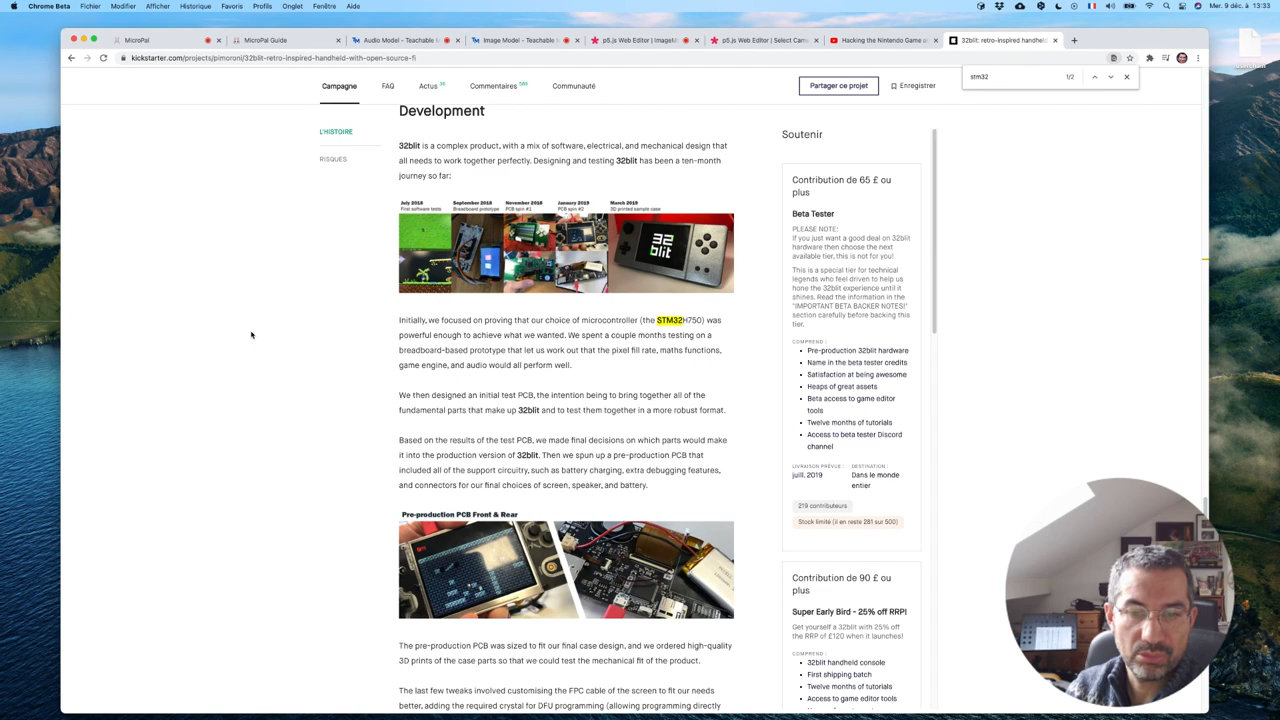 Chrome Beta Fichier Modifier Afficher Historique Favoris Profils Onglet Fenêtre Aide
Mer. 9 déc. à 13:33
MicroPal
MicroPal Guide
Audio Model - Teachable M
Image Model - Teachable M
p5.js Web Editor | ImageMo
p5.js Web Editor | Select Cam
Hacking the Nintendo Game an
32blit: retro-inspired handheld
kickstarter.com/projects/pimoroni/32blit-retro-inspired-handheld-with-open-source-fi
stm32 1/2
Campagne FAQ Actus Commentaires Communauté
Partager ce projet Enregistrer
L'HISTOIRE
RISQUES
Development
32blit is a complex product, with a mix of software, electrical, and mechanical design that
all needs to work together perfectly. Designing and testing 32blit has been a ten-month
journey so far:
July 2018
First software tests
September 2018
Breadboard prototype
November 2018
PCB spin #1
January 2019
PCB spin #2
March 2019
3D printed sample case
32
blit
Initially, we focused on proving that our choice of microcontroller (the STM32H750) was
powerful enough to achieve what we wanted. We spent a couple months testing on a
breadboard-based prototype that let us work out that the pixel fill rate, maths functions,
game engine, and audio would all perform well.
We then designed an initial test PCB, the intention being to bring together all of the
fundamental parts that make up 32blit and to test them together in a more robust format.
Based on the results of the test PCB, we made final decisions on which parts would make
it into the production version of 32blit. Then we spun up a pre-production PCB that
included all of the support circuitry, such as battery charging, extra debugging features,
and connectors for our final choices of screen, speaker, and battery.
Pre-production PCB Front & Rear
The pre-production PCB was sized to fit our final case design, and we ordered high-quality
3D prints of the case parts so that we could test the mechanical fit of the product.
The last few tweaks involved customising the FPC cable of the screen to fit our needs
better, adding the required crystal for DFU programming (allowing programming directly
Soutenir
Contribution de 65 £ ou
plus
Beta Tester
PLEASE NOTE:
If you just want a good deal on 32blit
hardware then choose the next
available tier, this is not for you!
This is a special tier for technical
legends who feel driven to help us
hone the 32blit experience until it
shines. Read the information in the
"IMPORTANT BETA BACKER NOTES!"
section carefully before backing this
tier.
COMPREND :
Pre-production 32blit hardware
Name in the beta tester credits
Satisfaction at being awesome
Heaps of great assets
Beta access to game editor
tools
Twelve months of tutorials
Access to beta tester Discord
channel
LIVRAISON PRÉVUE : DESTINATION :
juill. 2019 Dans le monde
entier
219 contributeurs
Stock limité (il en reste 281 sur 500)
Contribution de 90 £ ou
plus
Super Early Bird - 25% off RRP!
Get yourself a 32blit with 25% off
the RRP of £120 when it launches!
COMPREND :
32blit handheld console
First shipping batch
Twelve months of tutorials
Access to game editor tools